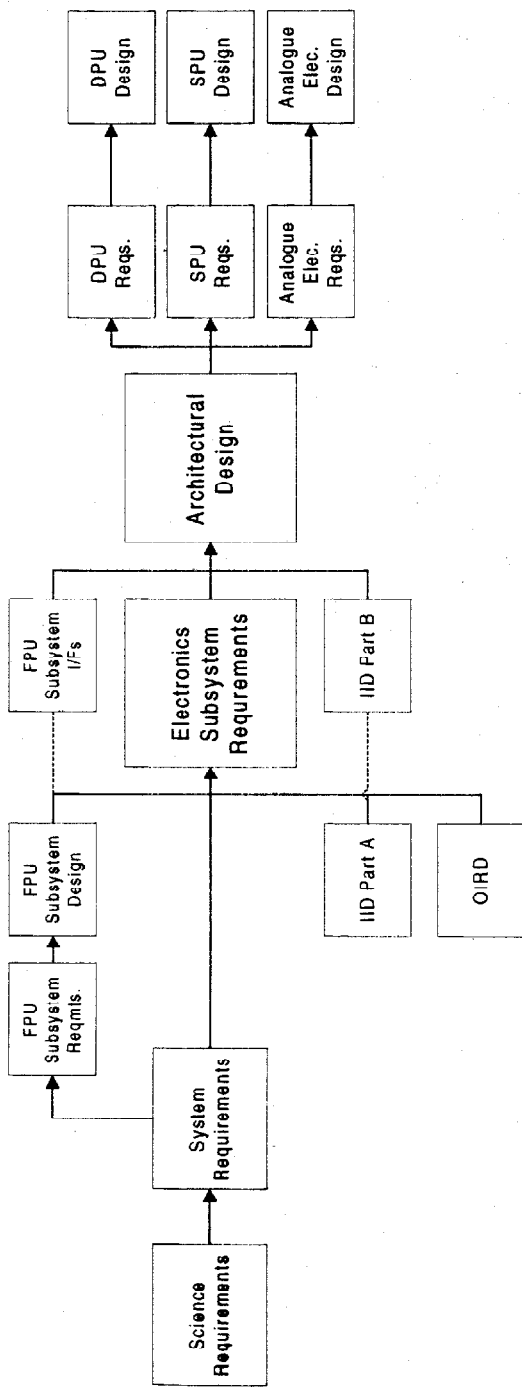 Science
Requirements
System
Requirements
FPU
Subsystem
Reqmts.
FPU
Subsystem
Design
IID Part A
OIRD
FPU
Subsystem
I/Fs
Electronics
Subsystem
Requrements
IID Part B
Architectural
Design
DPU
Reqs.
SPU
Reqs.
Analogue
Elec.
Reqs.
DPU
Design
SPU
Design
Analogue
Elec.
Design